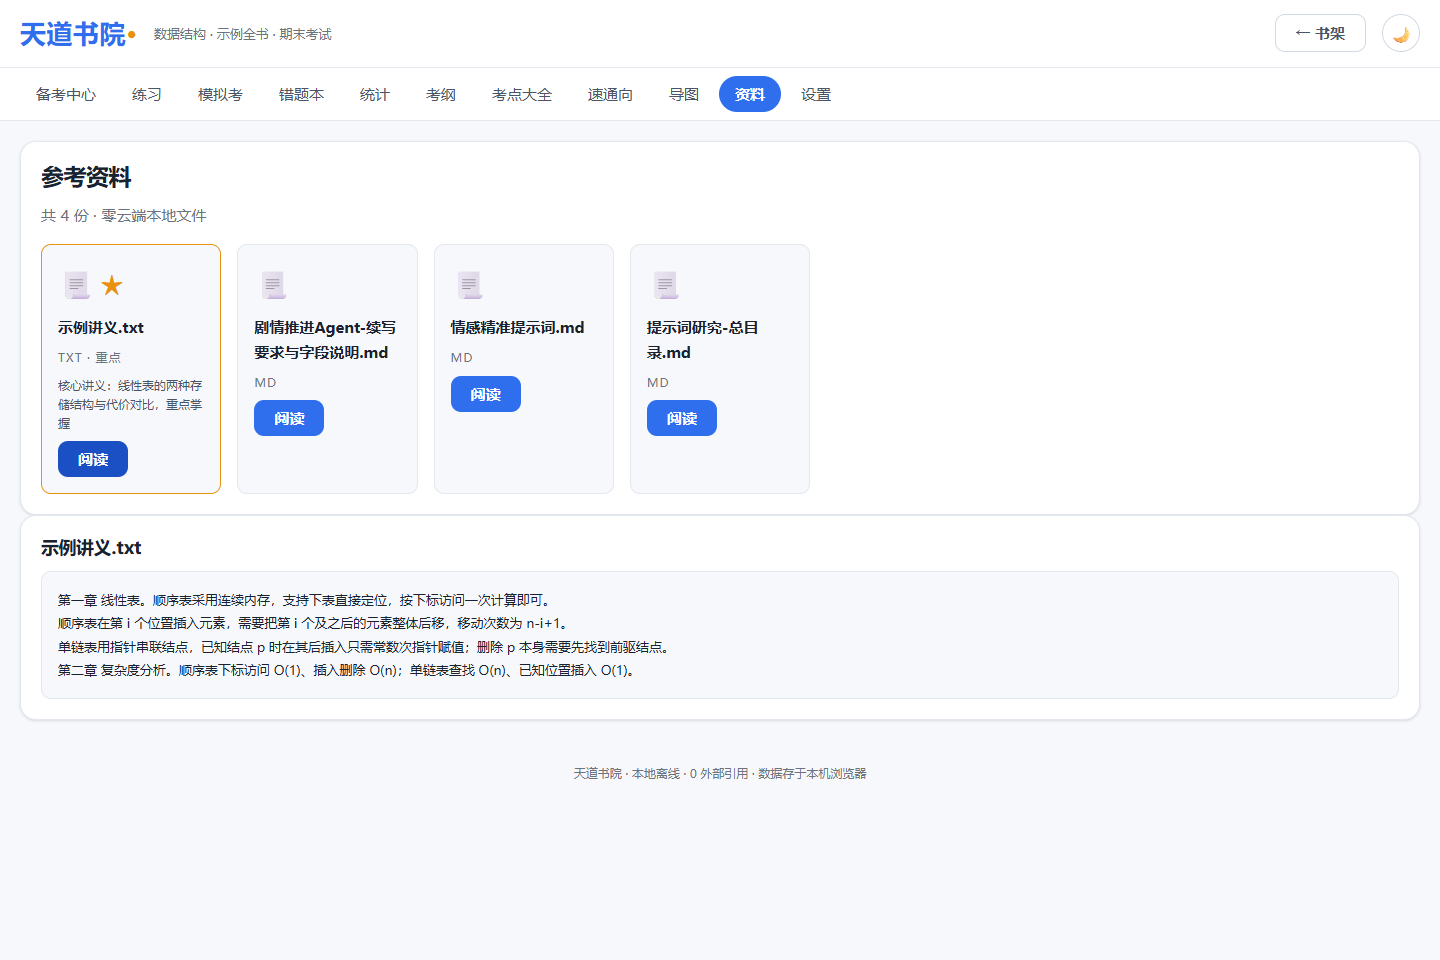 天道书院
数据结构 · 示例全书 · 期末考试
← 书架
备考中心 练习 模拟考 错题本 统计 考纲 考点大全 速通向 导图 资料 设置
参考资料
共 4 份 · 零云端本地文件
示例讲义.txt
TXT · 重点
核心讲义：线性表的两种存
储结构与代价对比，重点掌
握
阅读
剧情推进Agent-续写
要求与字段说明.md
MD
阅读
情感精准提示词.md
MD
阅读
提示词研究-总目
录.md
MD
阅读
示例讲义.txt
第一章 线性表。顺序表采用连续内存，支持下表直接定位，按下标访问一次计算即可。
顺序表在第 i 个位置插入元素，需要把第 i 个及之后的元素整体后移，移动次数为 n-i+1。
单链表用指针串联结点，已知结点 p 时在其后插入只需常数次指针赋值；删除 p 本身需要先找到前驱结点。
第二章 复杂度分析。顺序表下标访问 O(1)、插入删除 O(n)；单链表查找 O(n)、已知位置插入 O(1)。
天道书院 · 本地离线 · 0 外部引用 · 数据存于本机浏览器